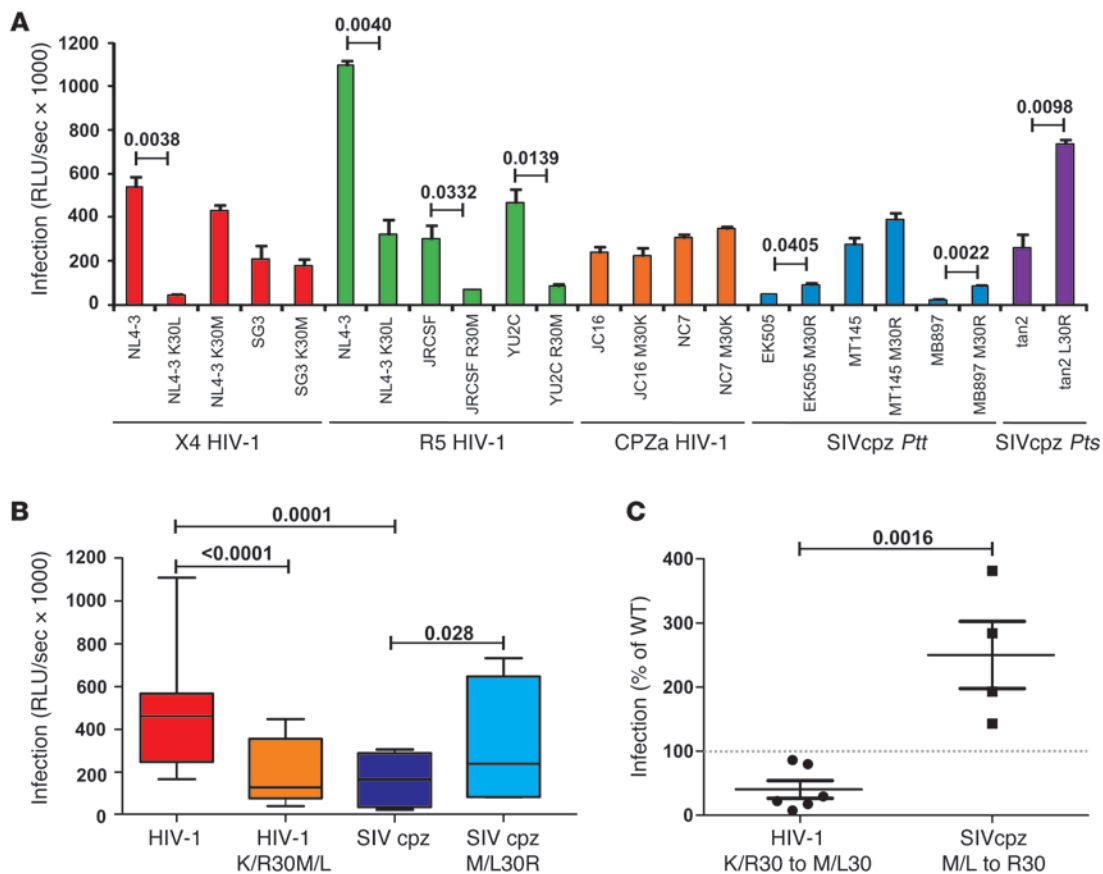 A
Infection (RLU/sec × 1000)
1200
1000
800
600
400
200
0
0.0038
0.0040
0.0332
0.0139
0.0405
0.0022
0.0098
NL4-3
NL4-3 K30L
NL4-3 K30M
SG3
SG3 K30M
NL4-3
NL4-3 K30L
JRCSF
JRCSF R30M
YU2C
YU2C R30M
JC16
JC16 M30K
NC7
NC7 M30K
EK505
EK505 M30R
MT145
MT145 M30R
MB897
MB897 M30R
tan2
tan2 L30R
X4 HIV-1
R5 HIV-1
CPZa HIV-1
SIVcpz Ptt
SIVcpz Pts
B
Infection (RLU/sec × 1000)
1200
1000
800
600
400
200
0
0.0001
<0.0001
0.028
HIV-1
HIV-1
K/R30M/L
SIV cpz
SIV cpz
M/L30R
C
Infection (% of WT)
400
300
200
100
0
0.0016
HIV-1
K/R30 to M/L30
SIVcpz
M/L to R30